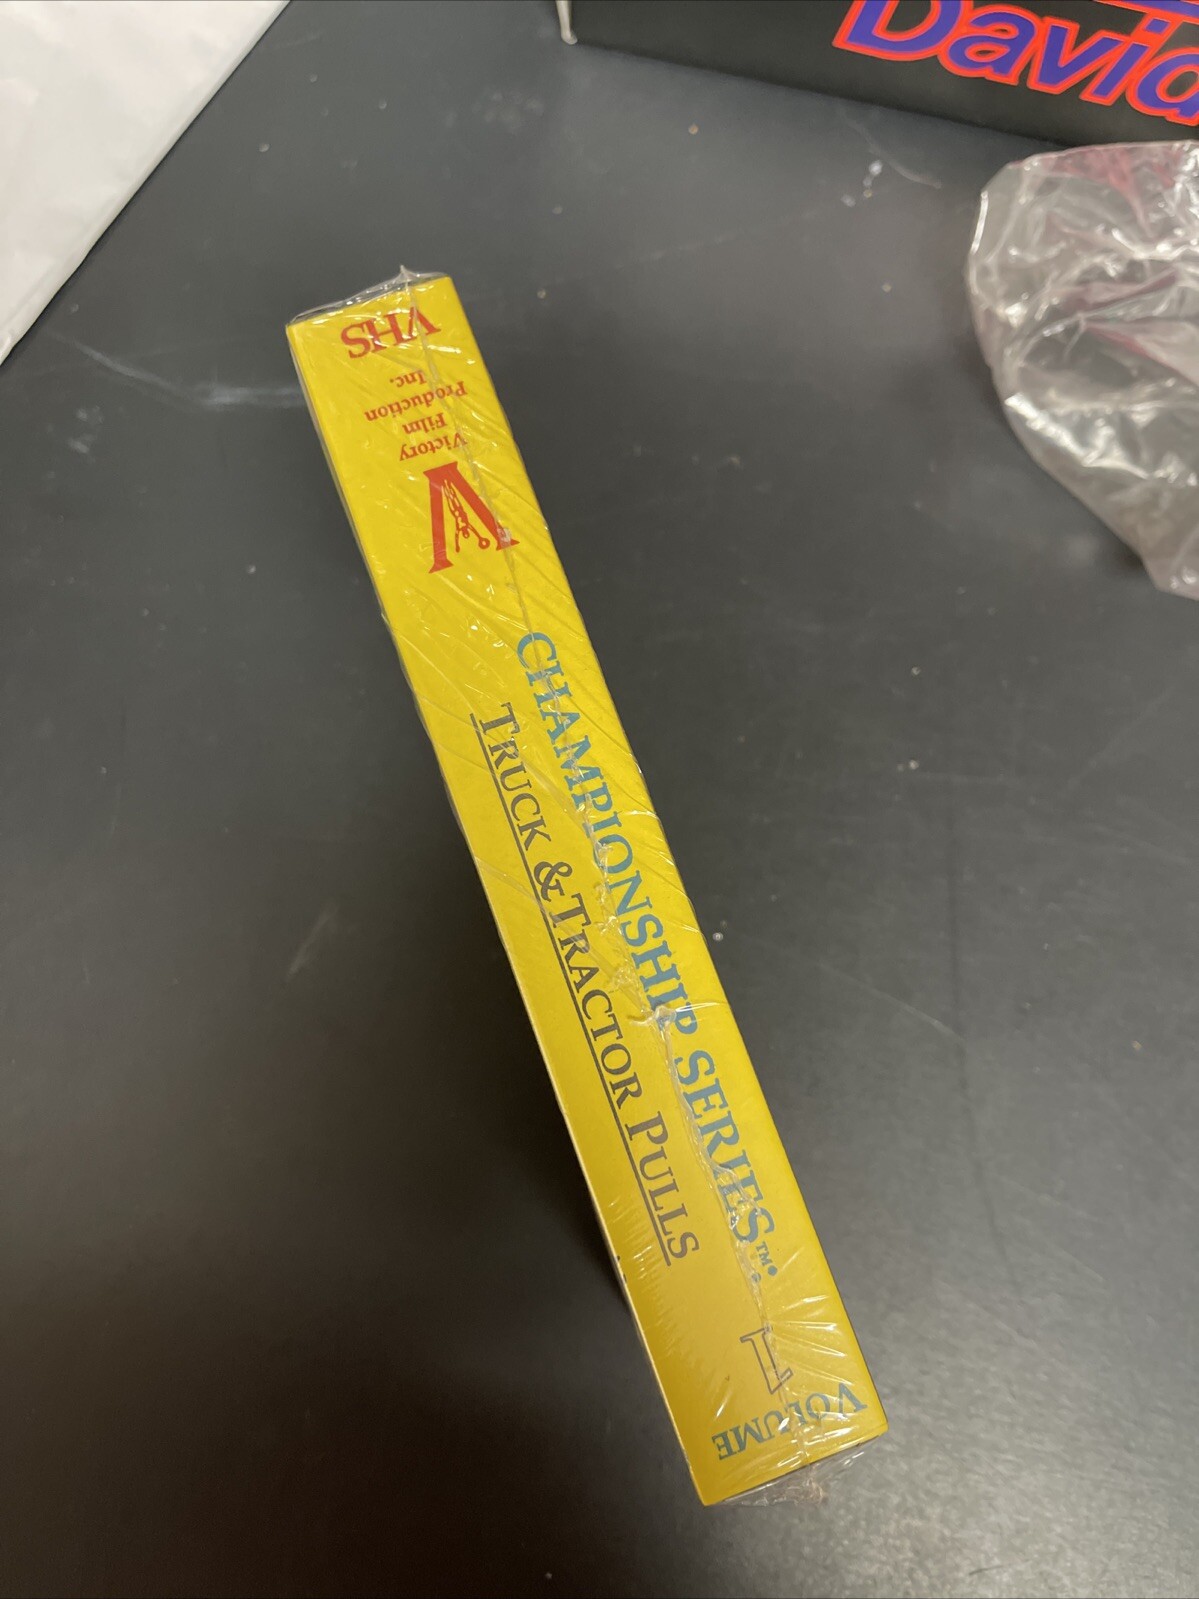 David
VHS
Victory
Film
Production
Inc.
V
CHAMPIONSHIP SERIES™
TRUCK & TRACTOR PULLS
VOLUME
1